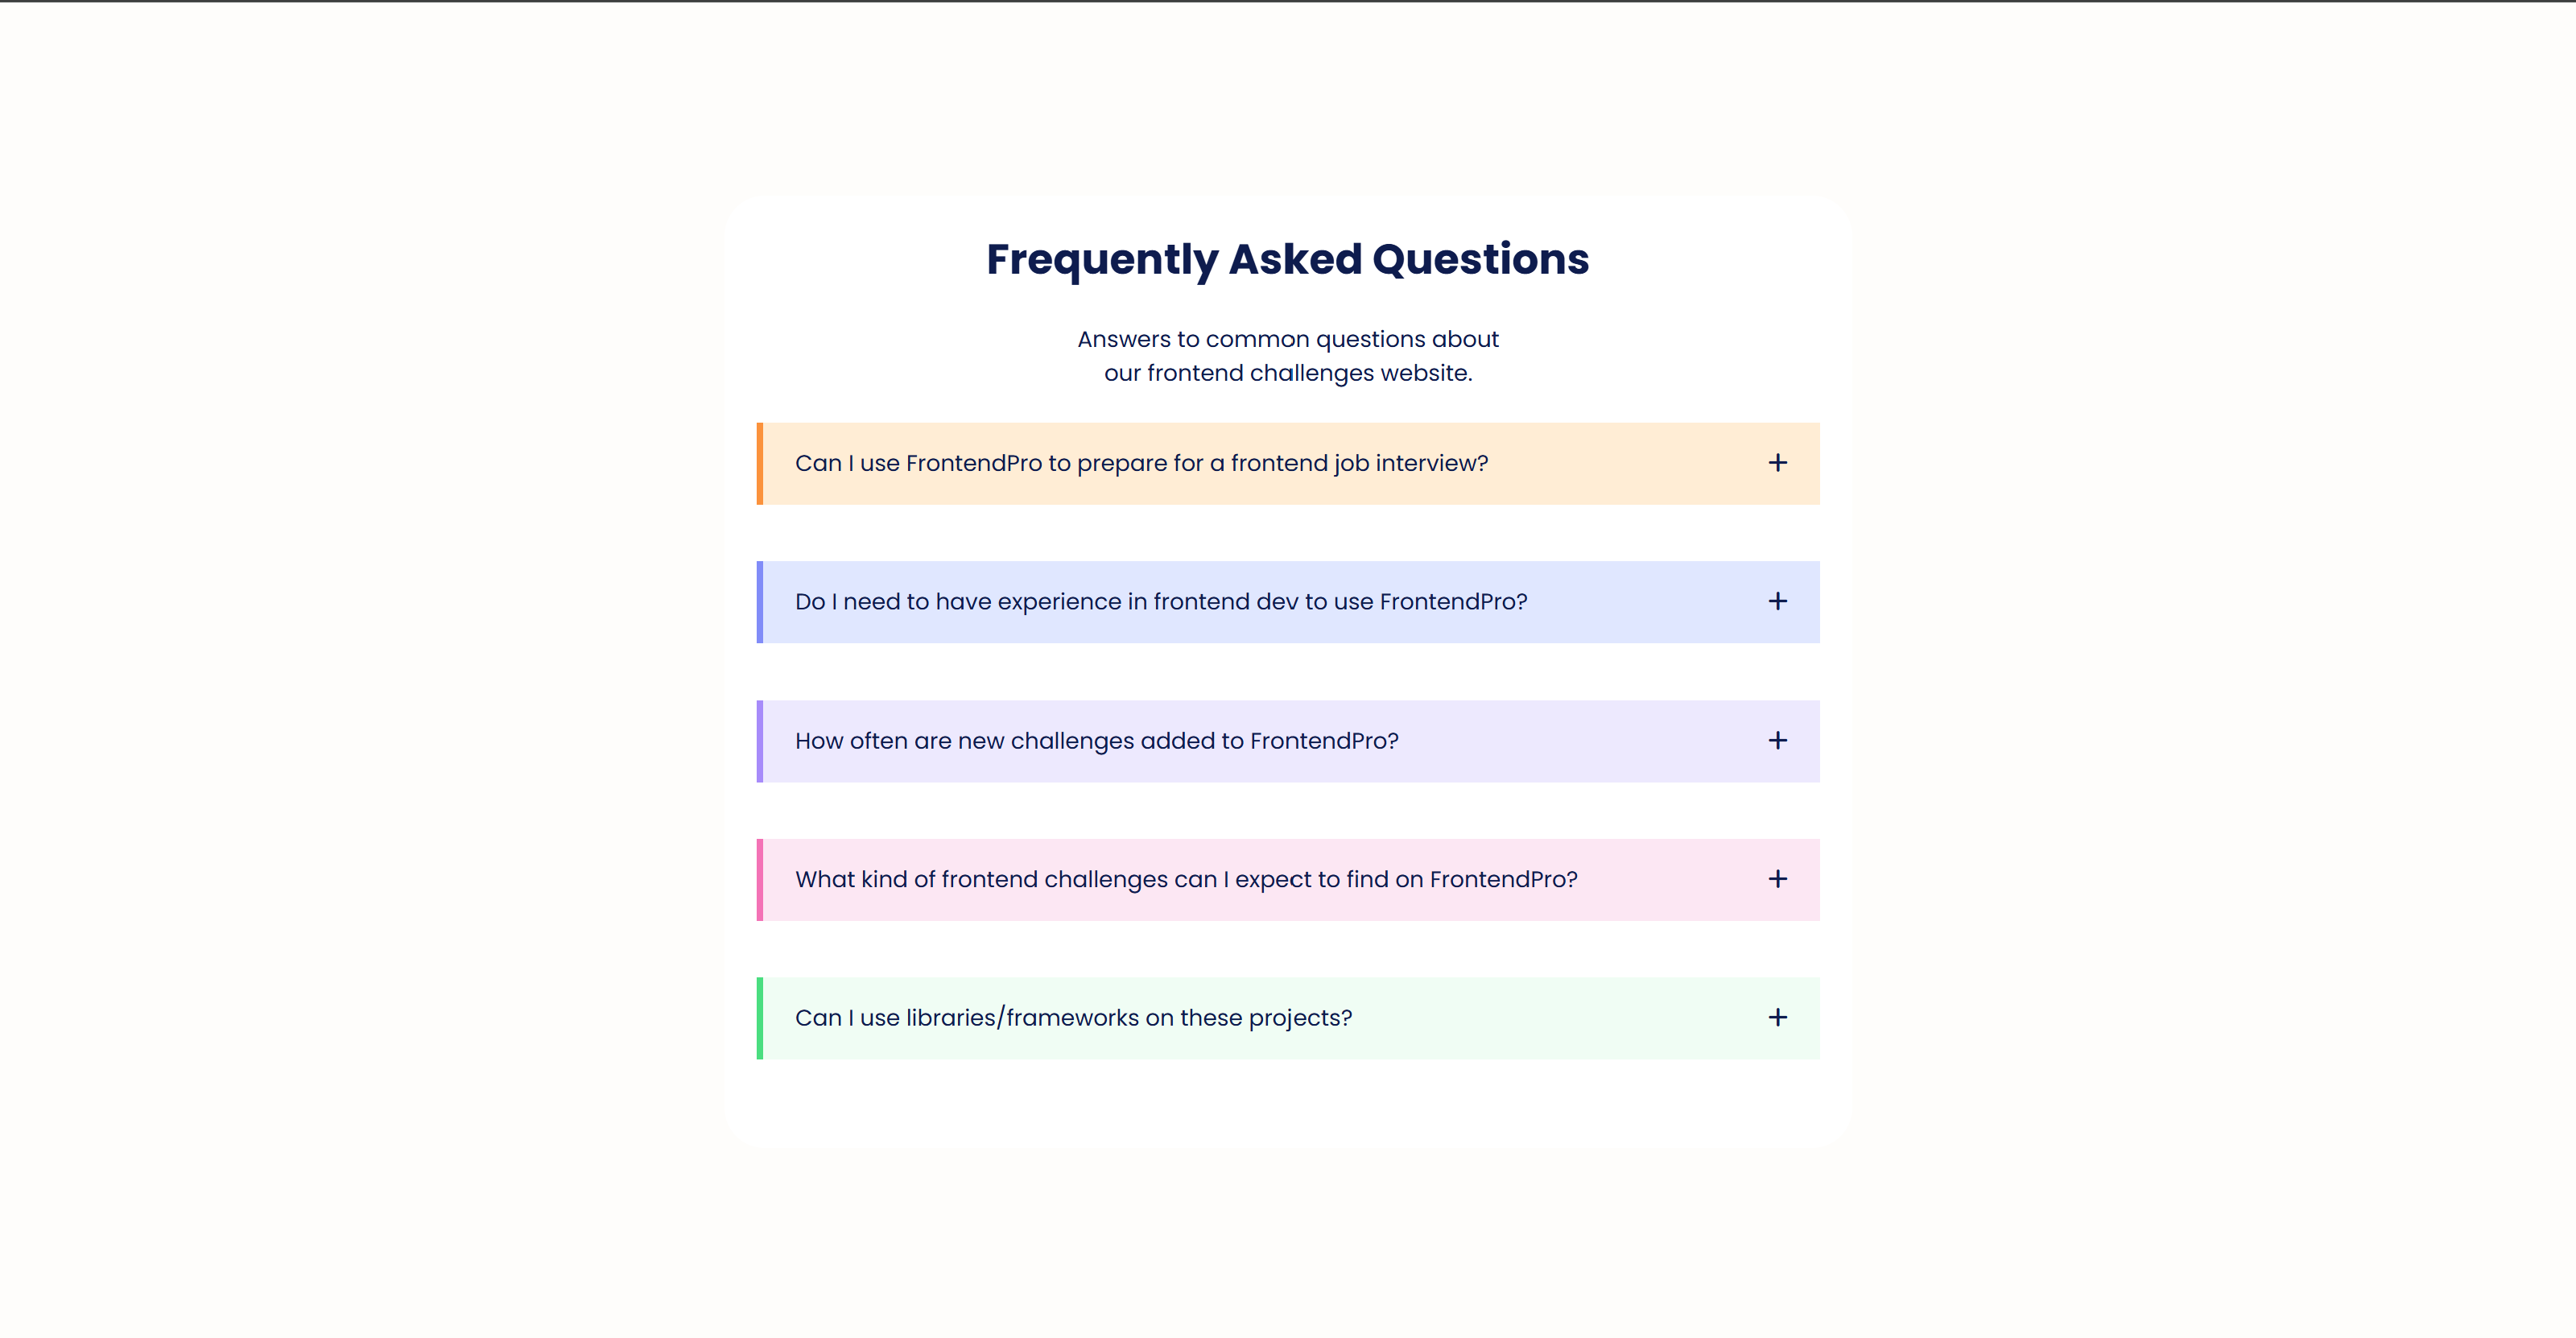 Frequently Asked Questions
Answers to common questions about
our frontend challenges website.
Can I use FrontendPro to prepare for a frontend job interview?
Do I need to have experience in frontend dev to use FrontendPro?
How often are new challenges added to FrontendPro?
What kind of frontend challenges can I expect to find on FrontendPro?
Can I use libraries/frameworks on these projects?